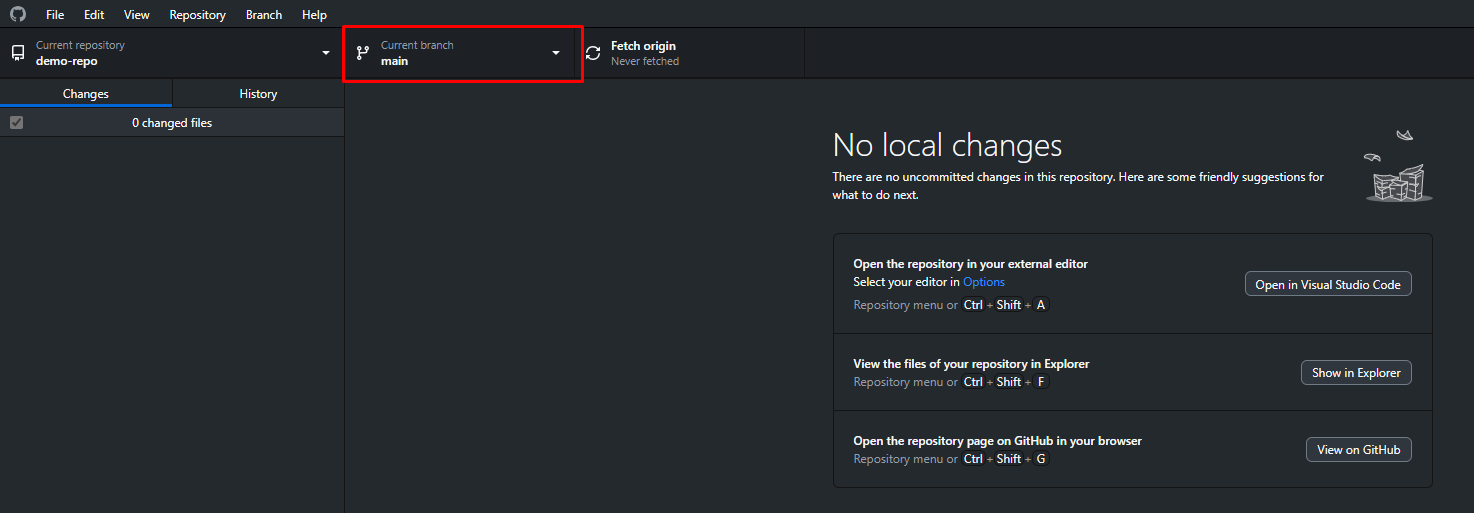 File Edit View Repository Branch Help
Current repository
demo-repo
Current branch
main
Fetch origin
Never fetched
Changes History
0 changed files
No local changes
There are no uncommitted changes in this repository. Here are some friendly suggestions for
what to do next.
Open the repository in your external editor
Select your editor in Options
Repository menu or Ctrl + Shift + A
Open in Visual Studio Code
View the files of your repository in Explorer
Repository menu or Ctrl + Shift + F
Show in Explorer
Open the repository page on GitHub in your browser
Repository menu or Ctrl + Shift + G
View on GitHub